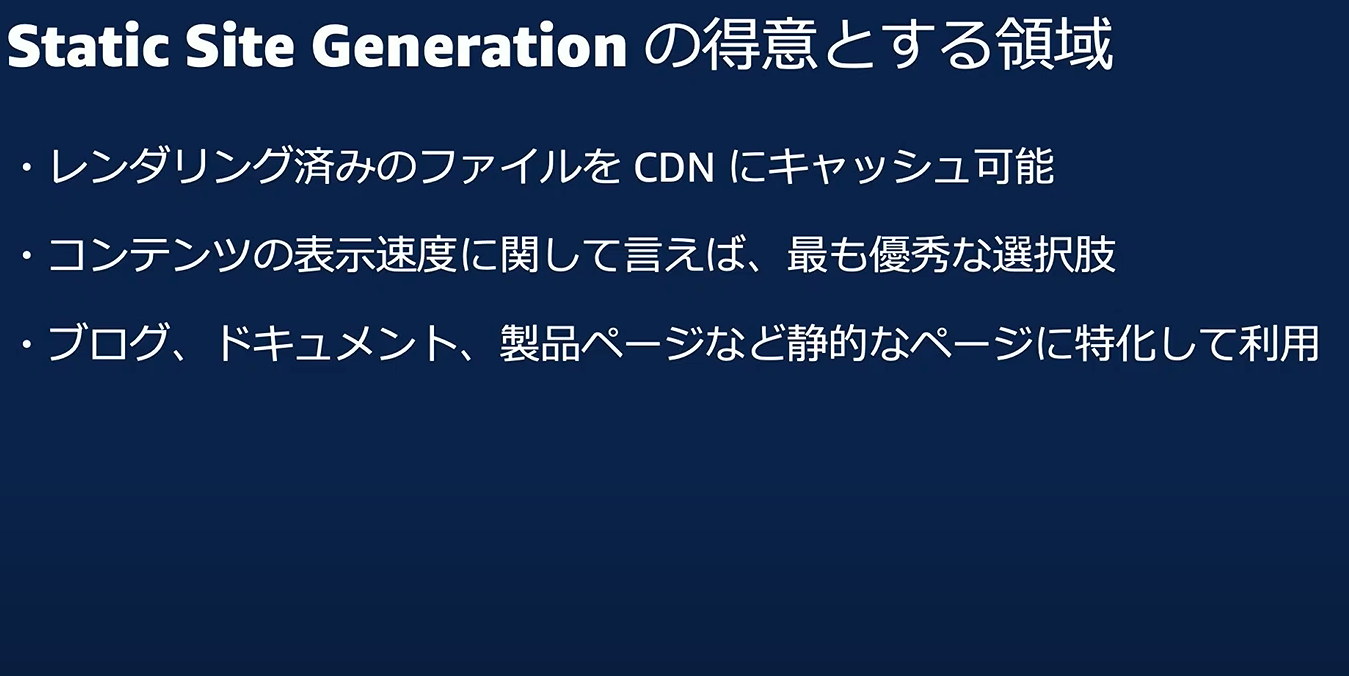 Static Site Generation の得意とする領域
・レンダリング済みのファイルを CDN にキャッシュ可能
・コンテンツの表示速度に関して言えば、最も優秀な選択肢
・ブログ、ドキュメント、製品ページなど静的なページに特化して利用